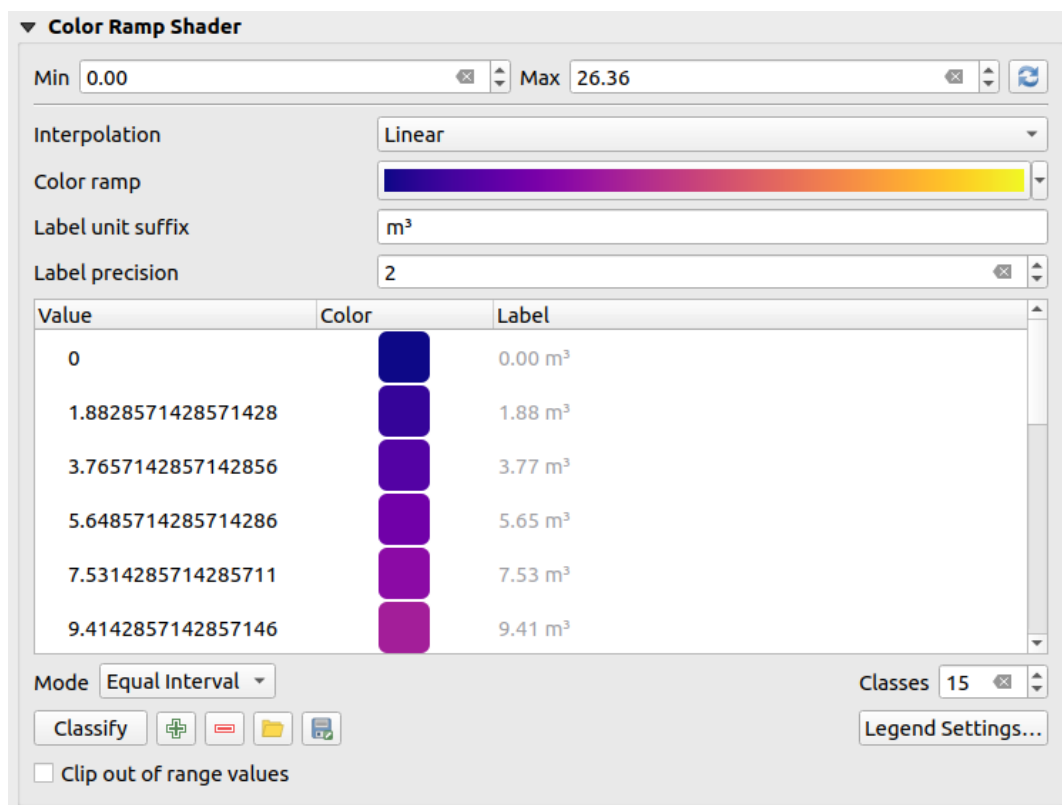 Color Ramp Shader
Min 0.00 Max 26.36
Interpolation Linear
Color ramp
Label unit suffix m³
Label precision 2
Value Color Label
0 0.00 m³
1.8828571428571428 1.88 m³
3.7657142857142856 3.77 m³
5.6485714285714286 5.65 m³
7.5314285714285711 7.53 m³
9.4142857142857146 9.41 m³
Mode Equal Interval Classes 15
Classify Legend Settings...
Clip out of range values